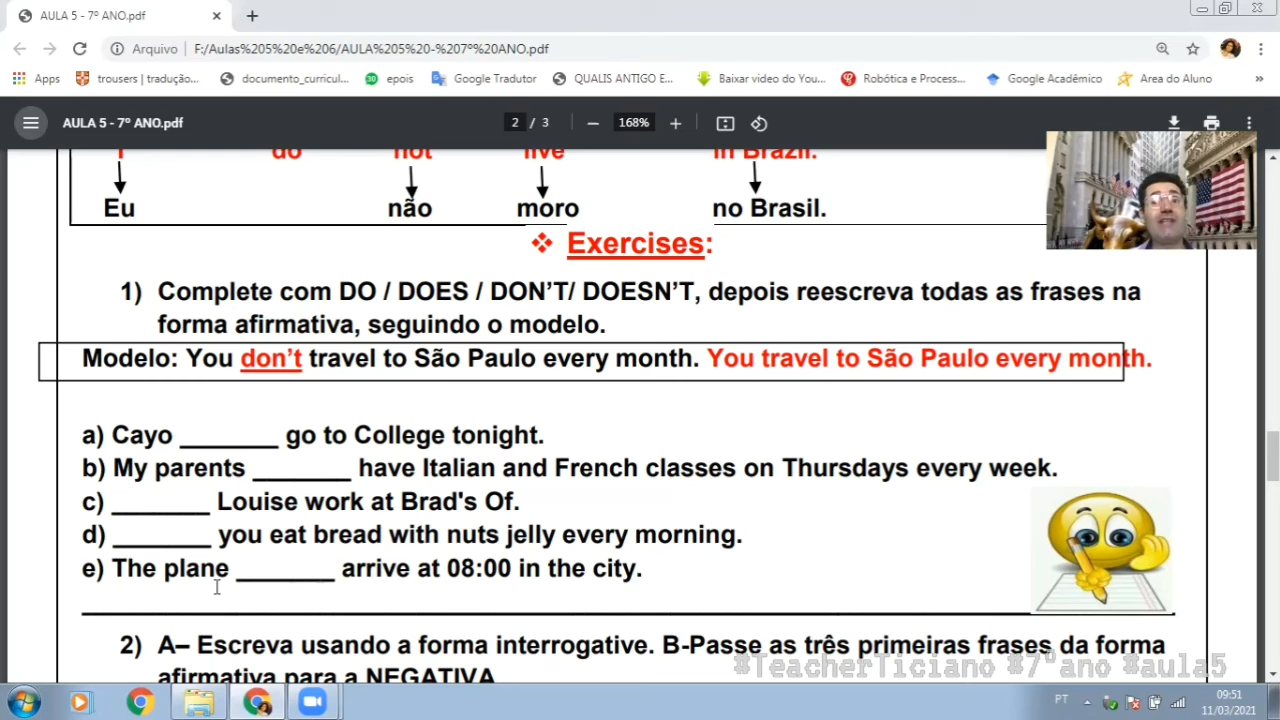 AULA 5 - 7º ANO.pdf
Arquivo F:/Aulas%205%20e%206/AULA%205%20-%207º%20ANO.pdf
Apps trousers | tradução... documento_curricul... epois Google Tradutor QUALIS ANTIGO E... Baixar video do You... Robótica e Process... Google Acadêmico Area do Aluno »
AULA 5 - 7º ANO.pdf 2 / 3 168%
I do not live in Brazil.
Eu não moro no Brasil.
Exercises:
1) Complete com DO / DOES / DON'T/ DOESN'T, depois reescreva todas as frases na
forma afirmativa, seguindo o modelo.
Modelo: You don't travel to São Paulo every month. You travel to São Paulo every month.
a) Cayo _______ go to College tonight.
b) My parents _______ have Italian and French classes on Thursdays every week.
c) _______ Louise work at Brad's Of.
d) _______ you eat bread with nuts jelly every morning.
e) The plane _______ arrive at 08:00 in the city.
2) A– Escreva usando a forma interrogative. B-Passe as três primeiras frases da forma
afirmativa para a NEGATIVA
#TeacherTiciano #7ºano #aula5
PT 09:51
11/03/2021